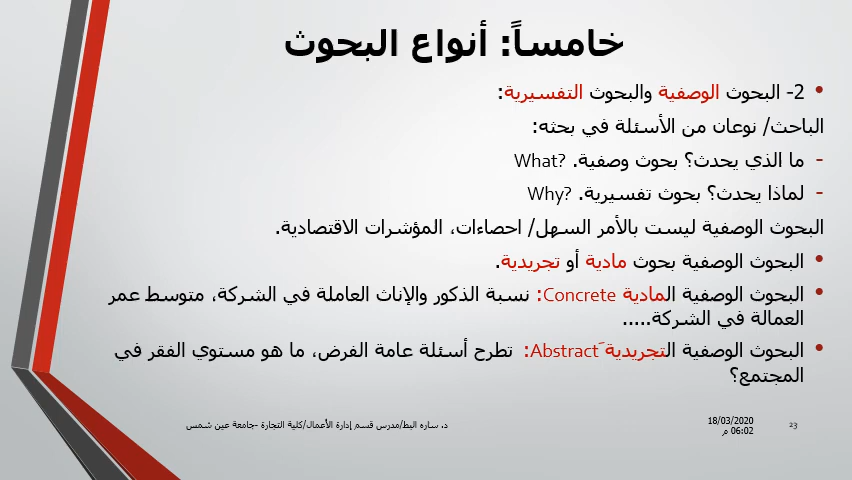 خامساً: أنواع البحوث
2- البحوث الوصفية والبحوث التفسيرية:
الباحث/ نوعان من الأسئلة في بحثه:
- ما الذي يحدث؟ بحوث وصفية. What?
- لماذا يحدث؟ بحوث تفسيرية. Why?
البحوث الوصفية ليست بالأمر السهل/ احصاءات، المؤشرات الاقتصادية.
البحوث الوصفية بحوث مادية أو تجريدية.
البحوث الوصفية المادية Concrete: نسبة الذكور والإناث العاملة في الشركة، متوسط عمر
العمالة في الشركة.....
البحوث الوصفية التجريدية َAbstract: تطرح أسئلة عامة الفرض، ما هو مستوي الفقر في
المجتمع؟
د. ساره البط/مدرس قسم إدارة الأعمال/كلية التجارة -جامعة عين شمس
18/03/2020
06:02 م
23